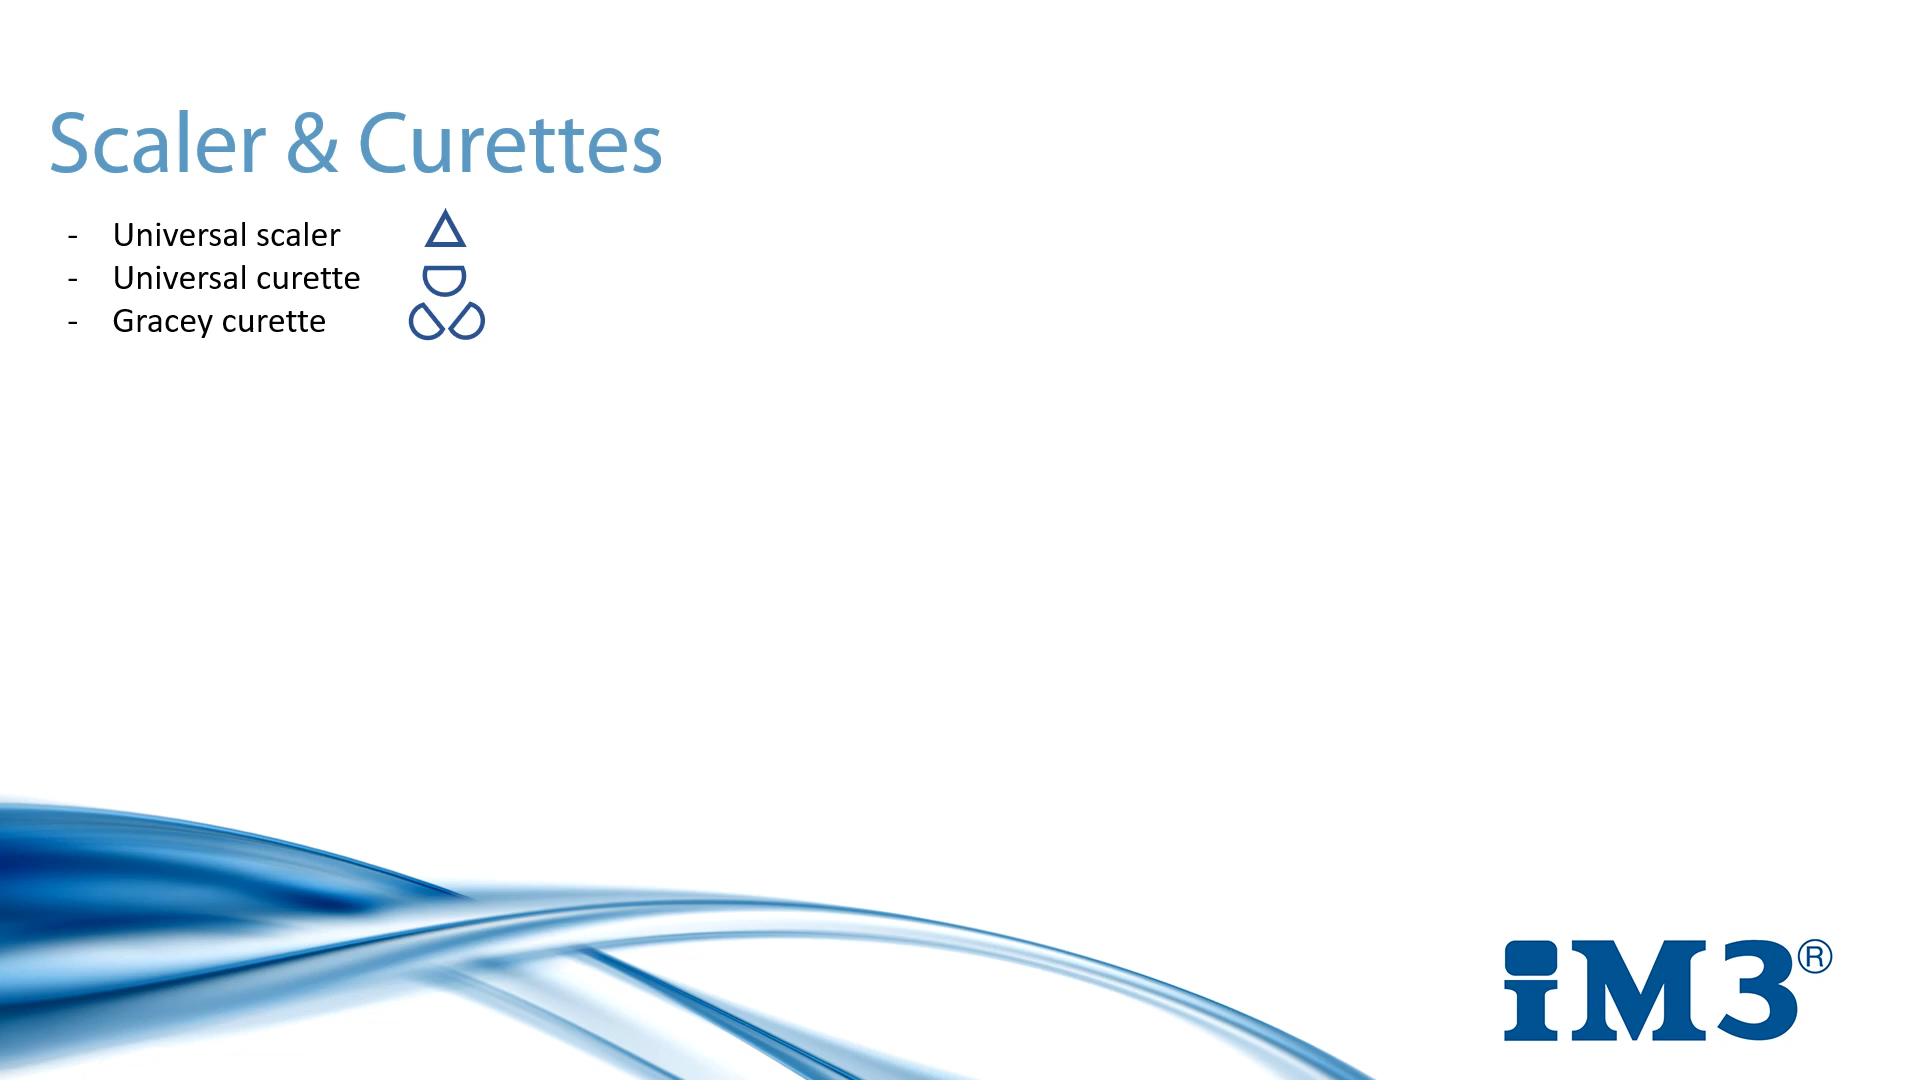 Scaler & Curettes
- Universal scaler
- Universal curette
- Gracey curette
iM3®